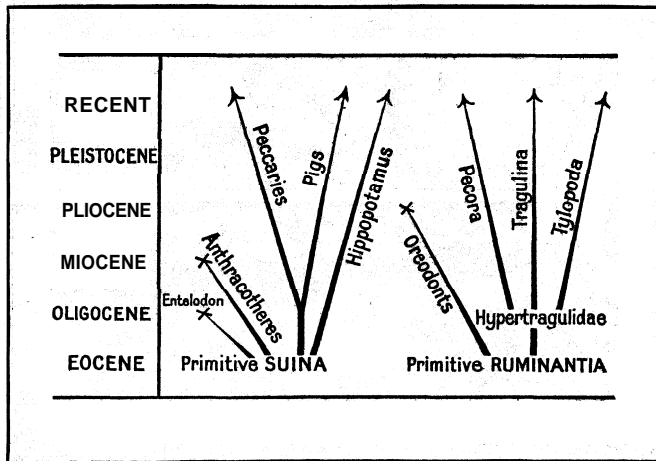 RECENT
PLEISTOCENE
PLIOCENE
MIOCENE
OLIGOCENE
EOCENE
Peccaries
Pigs
Hippopotamus
Anthracotheres
Entelodon
Primitive SUINA
Pecora
Tragulina
Tylopoda
Oreodonts
Hypertragulidae
Primitive RUMINANTIA